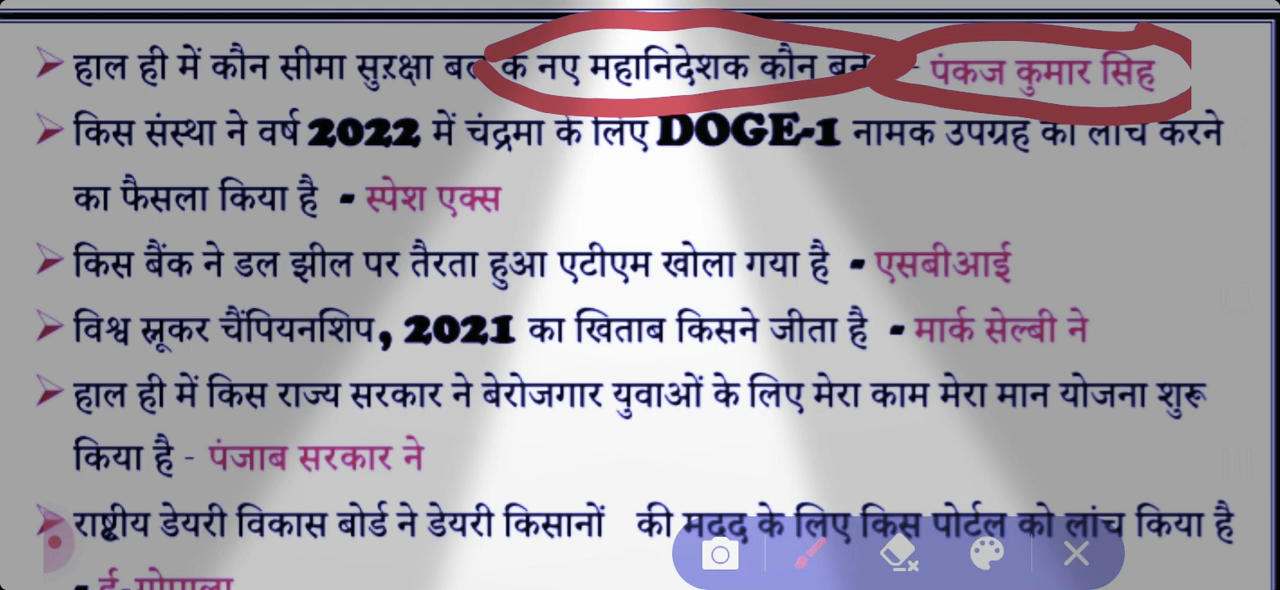 हाल ही में कौन सीमा सुरक्षा बल के नए महानिदेशक कौन बने - पंकज कुमार सिंह
किस संस्था ने वर्ष 2022 में चंद्रमा के लिए DOGE-1 नामक उपग्रह को लांच करने
का फैसला किया है - स्पेश एक्स
किस बैंक ने डल झील पर तैरता हुआ एटीएम खोला गया है - एसबीआई
विश्व स्नूकर चैंपियनशिप, 2021 का खिताब किसने जीता है - मार्क सेल्बी ने
हाल ही में किस राज्य सरकार ने बेरोजगार युवाओं के लिए मेरा काम मेरा मान योजना शुरू
किया है - पंजाब सरकार ने
राष्ट्रीय डेयरी विकास बोर्ड ने डेयरी किसानों की मदद के लिए किस पोर्टल को लांच किया है
- ई-गोपाला